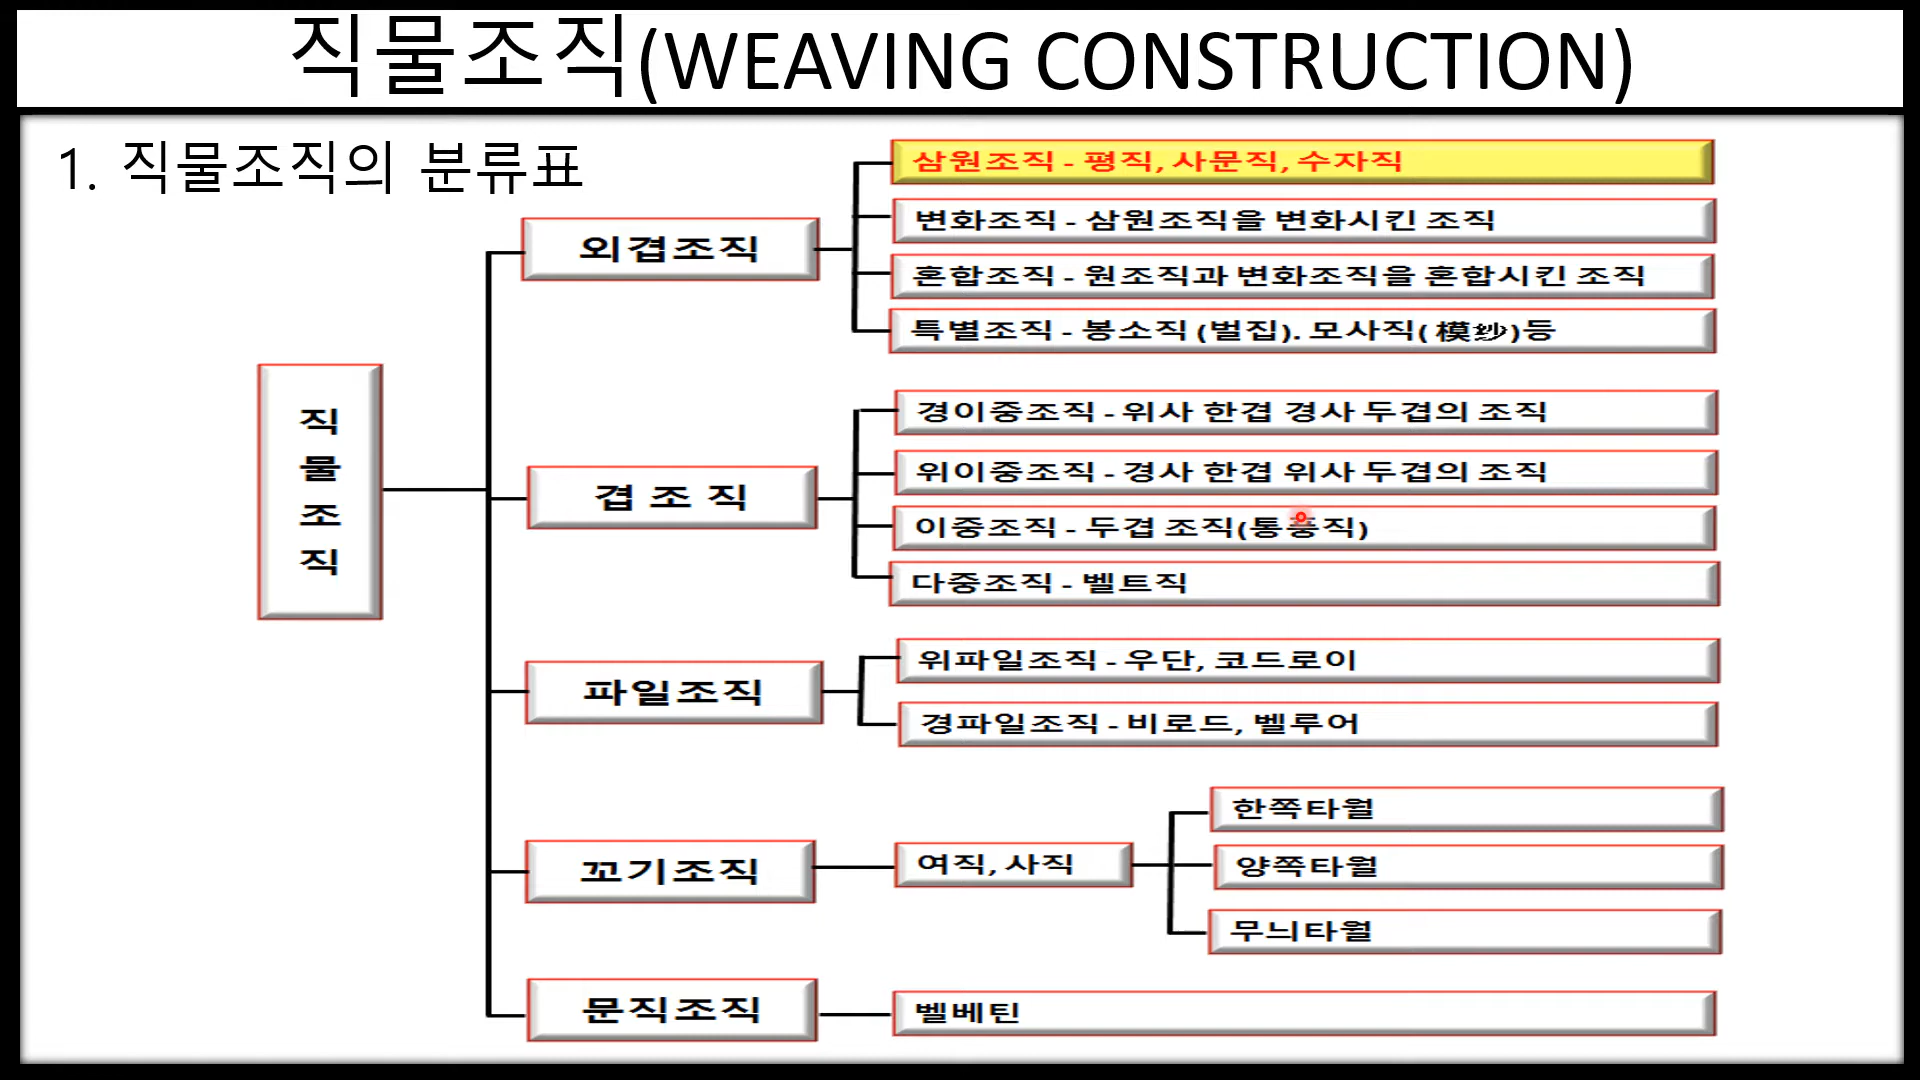 직물조직(WEAVING CONSTRUCTION)
1. 직물조직의 분류표
직물조직
외겹조직
삼원조직 - 평직, 사문직, 수자직
변화조직 - 삼원조직을 변화시킨 조직
혼합조직 - 원조직과 변화조직을 혼합시킨 조직
특별조직 - 봉소직 (벌집). 모사직( 模紗)등
겹 조 직
경이중조직 - 위사 한겹 경사 두겹의 조직
위이중조직 - 경사 한겹 위사 두겹의 조직
이중조직 - 두겹 조직(통풍직)
다중조직 - 벨트직
파일조직
위파일조직 - 우단, 코드로이
경파일조직 - 비로드, 벨루어
꼬기조직
여직, 사직
한쪽타월
양쪽타월
무늬타월
문직조직
벨베틴